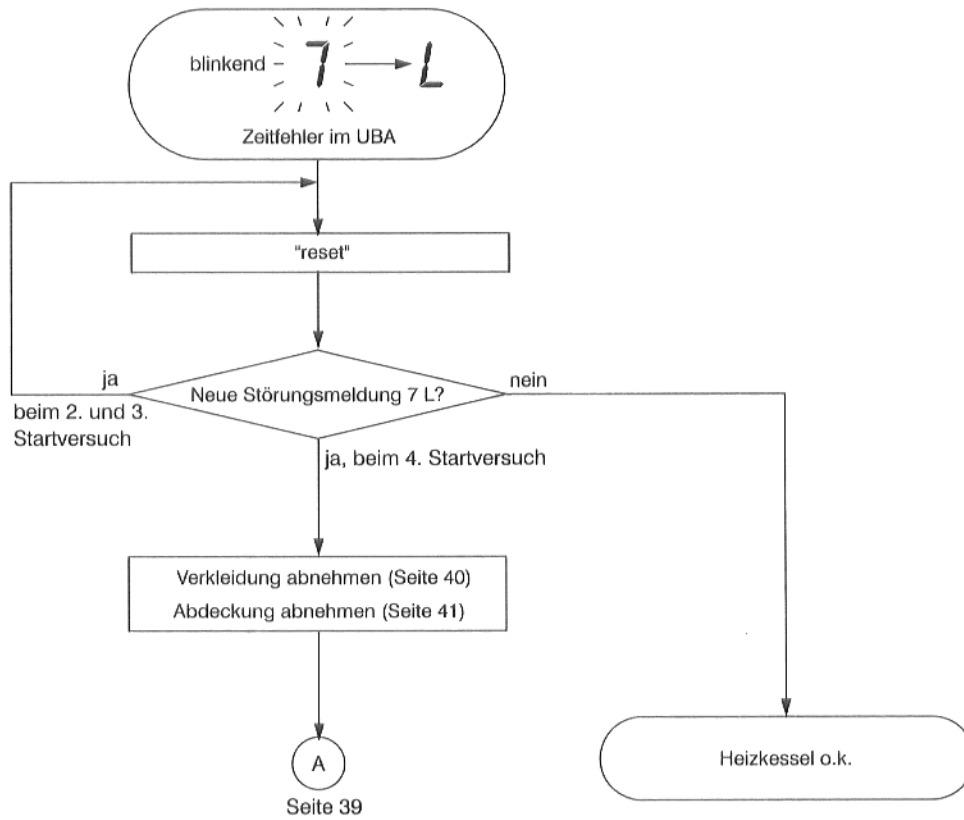 blinkend 7 L
Zeitfehler im UBA
"reset"
ja
Neue Störungsmeldung 7 L?
nein
beim 2. und 3.
Startversuch
ja, beim 4. Startversuch
Verkleidung abnehmen (Seite 40)
Abdeckung abnehmen (Seite 41)
A
Seite 39
Heizkessel o.k.